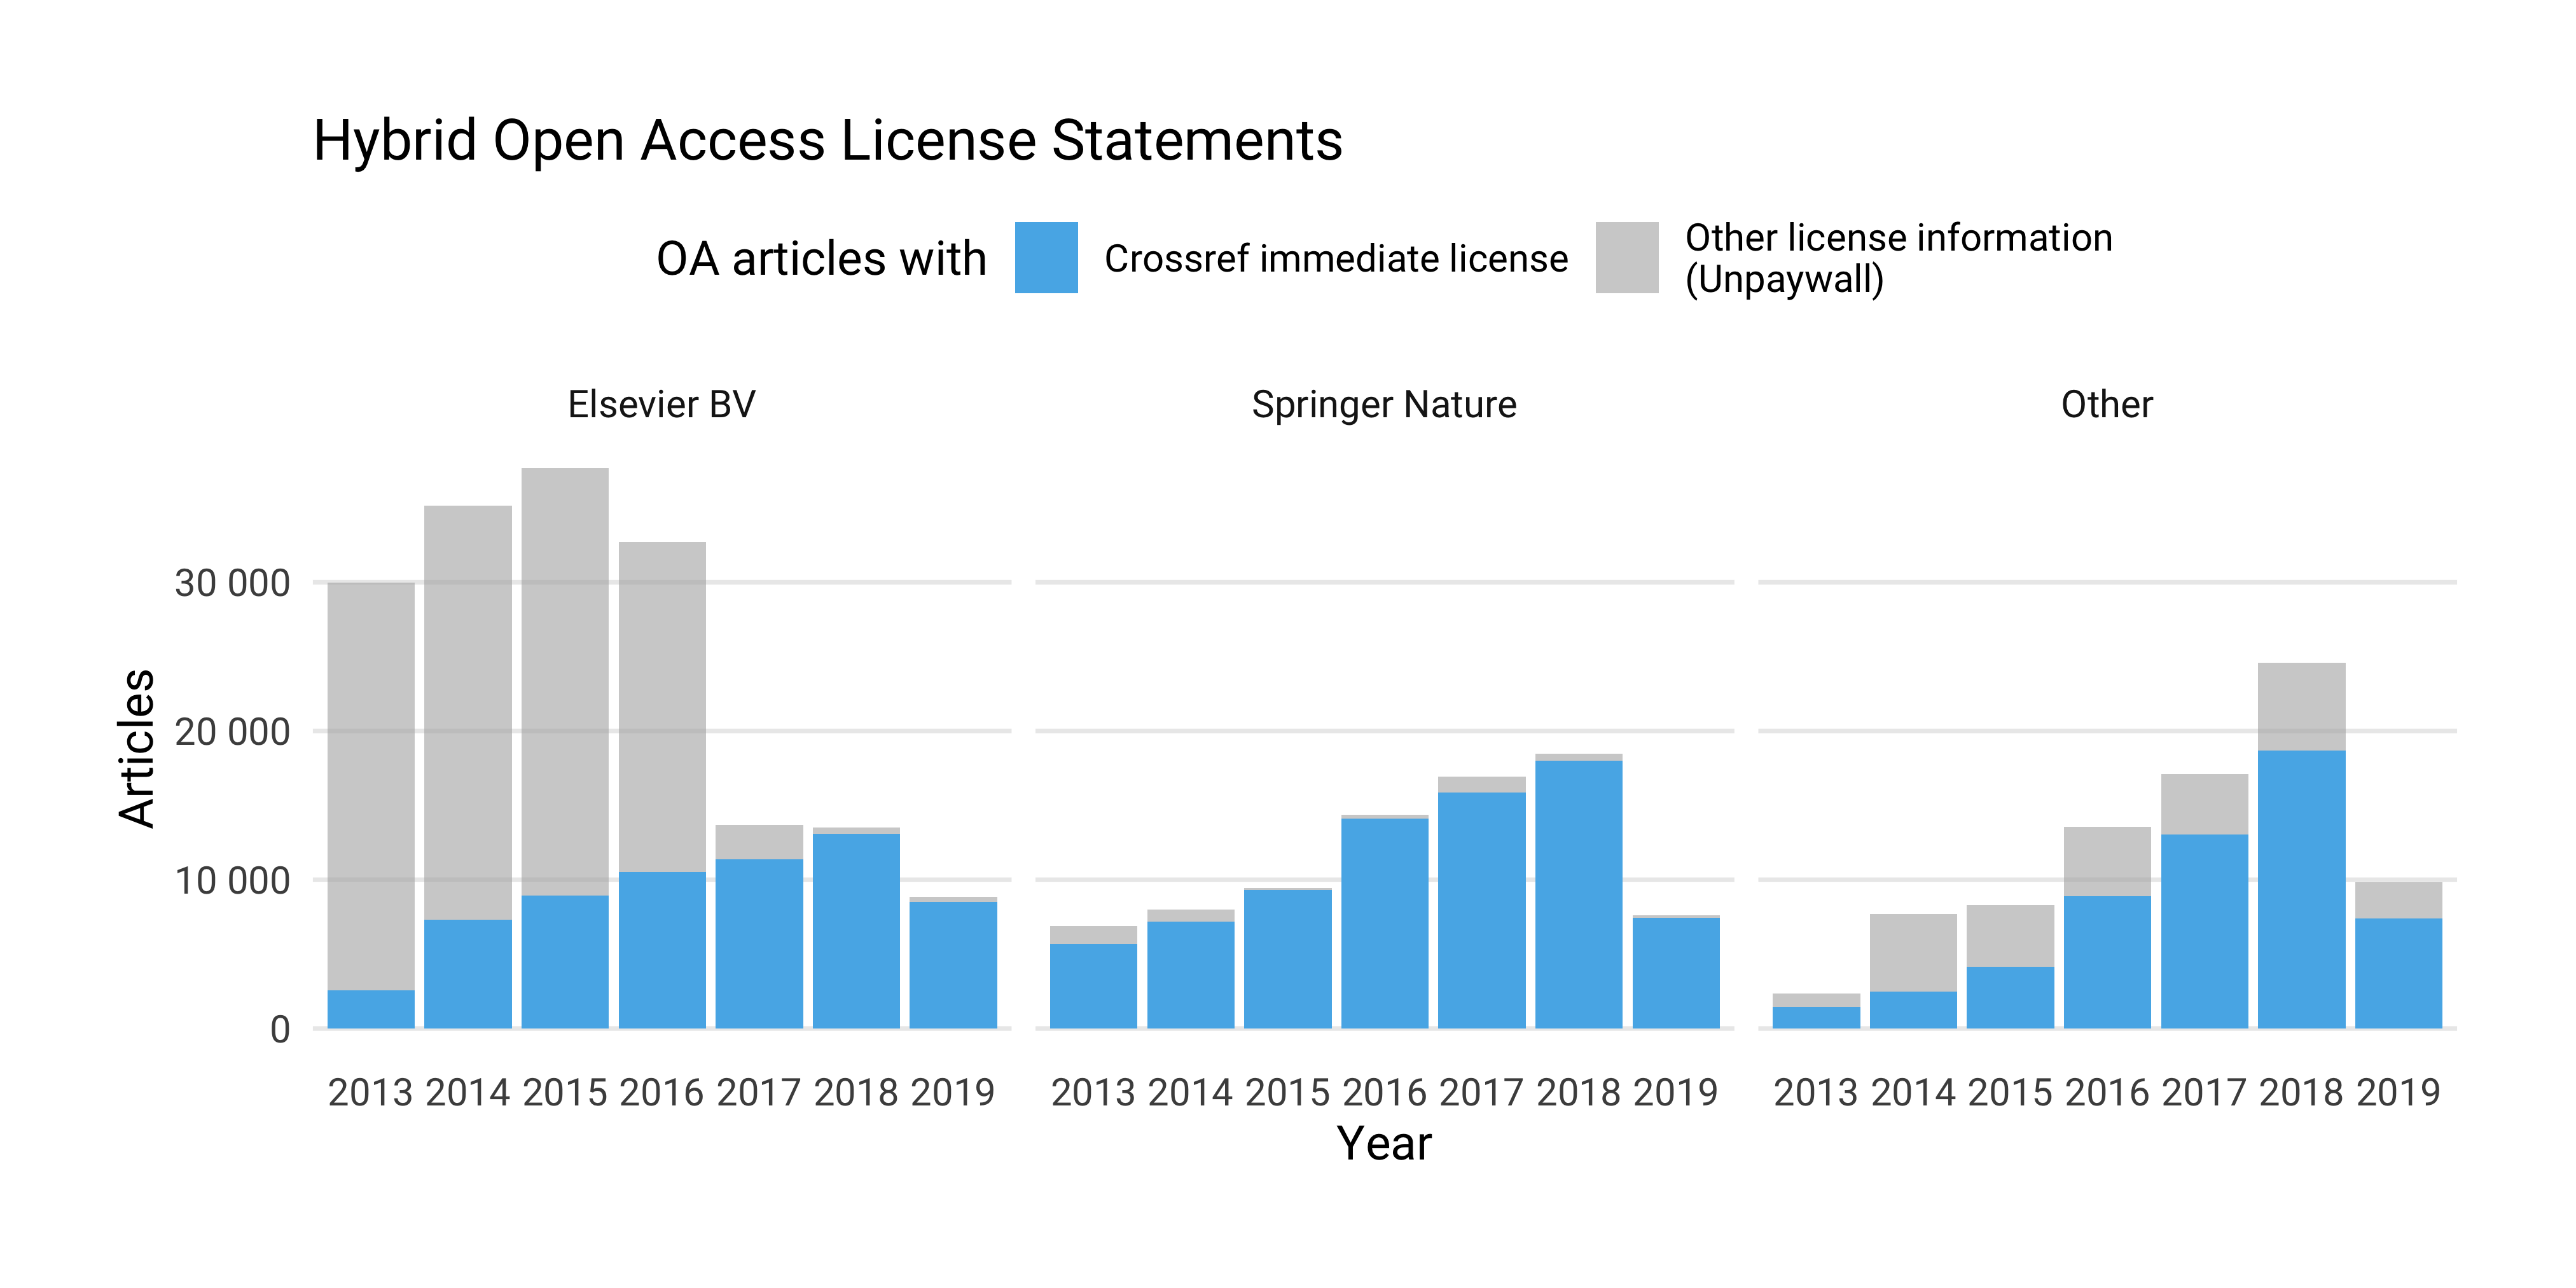 Hybrid Open Access License Statements
OA articles with
Crossref immediate license
Other license information
(Unpaywall)
Elsevier BV
Springer Nature
Other
Articles
30 000
20 000
10 000
0
2013 2014 2015 2016 2017 2018 2019
2013 2014 2015 2016 2017 2018 2019
2013 2014 2015 2016 2017 2018 2019
Year